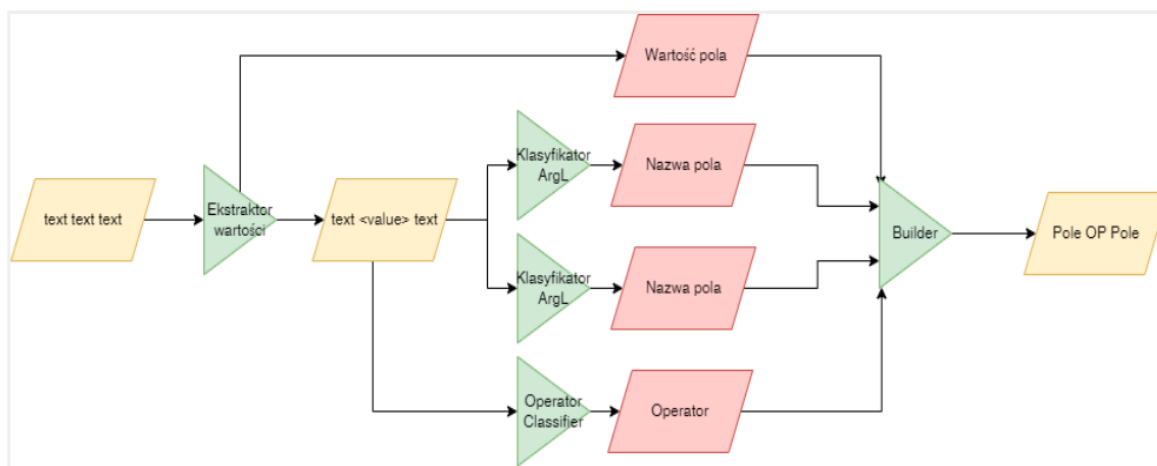 Wartość pola
Klasyfikator
ArgL
Nazwa pola
text text text
Ekstraktor
wartości
text <value> text
Builder
Pole OP Pole
Klasyfikator
ArgL
Nazwa pola
Operator
Classifier
Operator